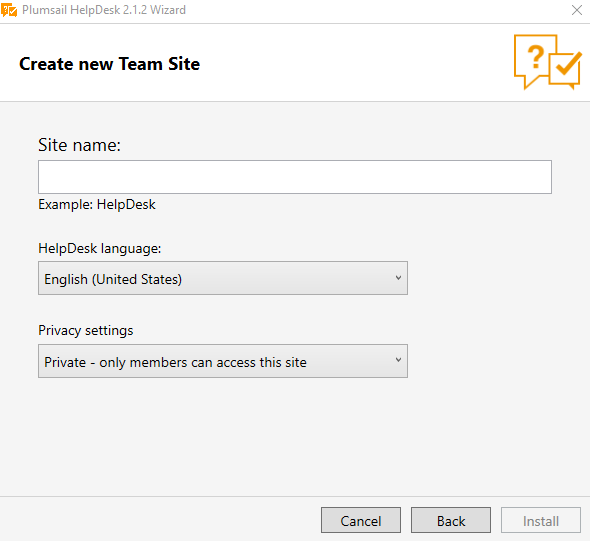 Plumsail HelpDesk 2.1.2 Wizard
Create new Team Site
?
Site name:
Example: HelpDesk
HelpDesk language:
English (United States)
Privacy settings
Private - only members can access this site
Cancel
Back
Install